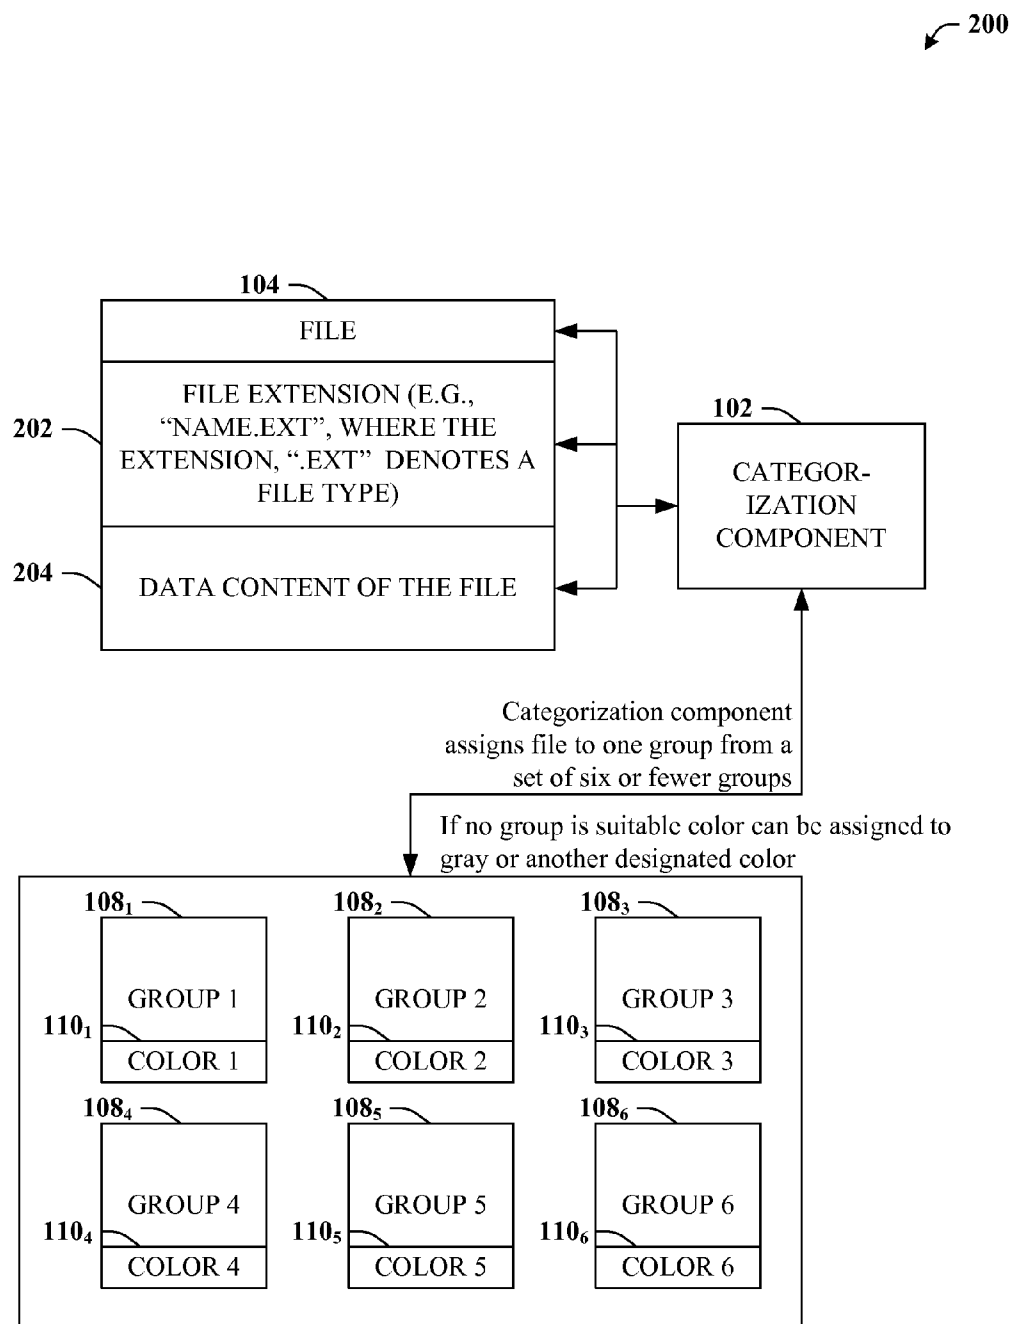 200
104
FILE
FILE EXTENSION (E.G.,
“NAME.EXT”, WHERE THE
EXTENSION, “.EXT” DENOTES A
FILE TYPE)
202
204
DATA CONTENT OF THE FILE
102
CATEGOR-
IZATION
COMPONENT
Categorization component
assigns file to one group from a
set of six or fewer groups
If no group is suitable color can be assigned to
gray or another designated color
108₁
GROUP 1
110₁
COLOR 1
108₂
GROUP 2
110₂
COLOR 2
108₃
GROUP 3
110₃
COLOR 3
108₄
GROUP 4
110₄
COLOR 4
108₅
GROUP 5
110₅
COLOR 5
108₆
GROUP 6
110₆
COLOR 6